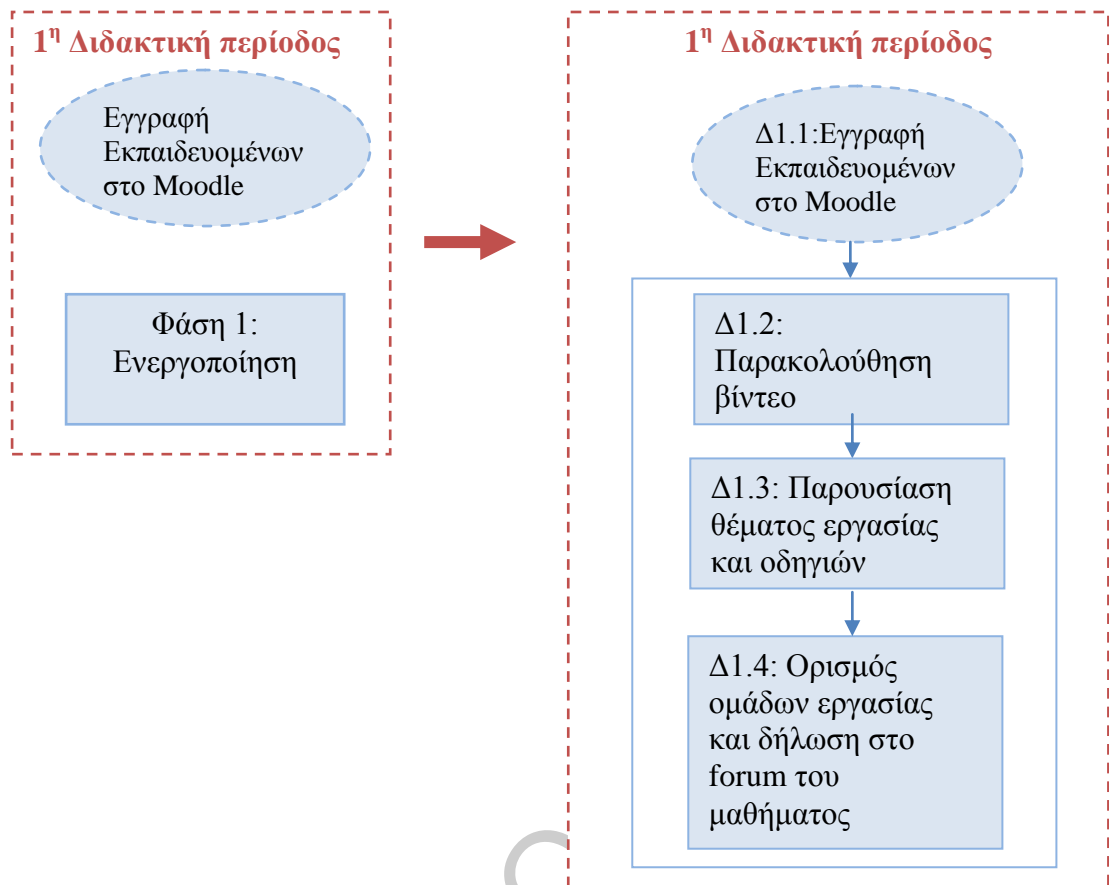 1η Διδακτική περίοδος
Εγγραφή
Εκπαιδευομένων
στο Moodle
Φάση 1:
Ενεργοποίηση
1η Διδακτική περίοδος
Δ1.1:Εγγραφή
Εκπαιδευομένων
στο Moodle
Δ1.2:
Παρακολούθηση
βίντεο
Δ1.3: Παρουσίαση
θέματος εργασίας
και οδηγιών
Δ1.4: Ορισμός
ομάδων εργασίας
και δήλωση στο
forum του
μαθήματος